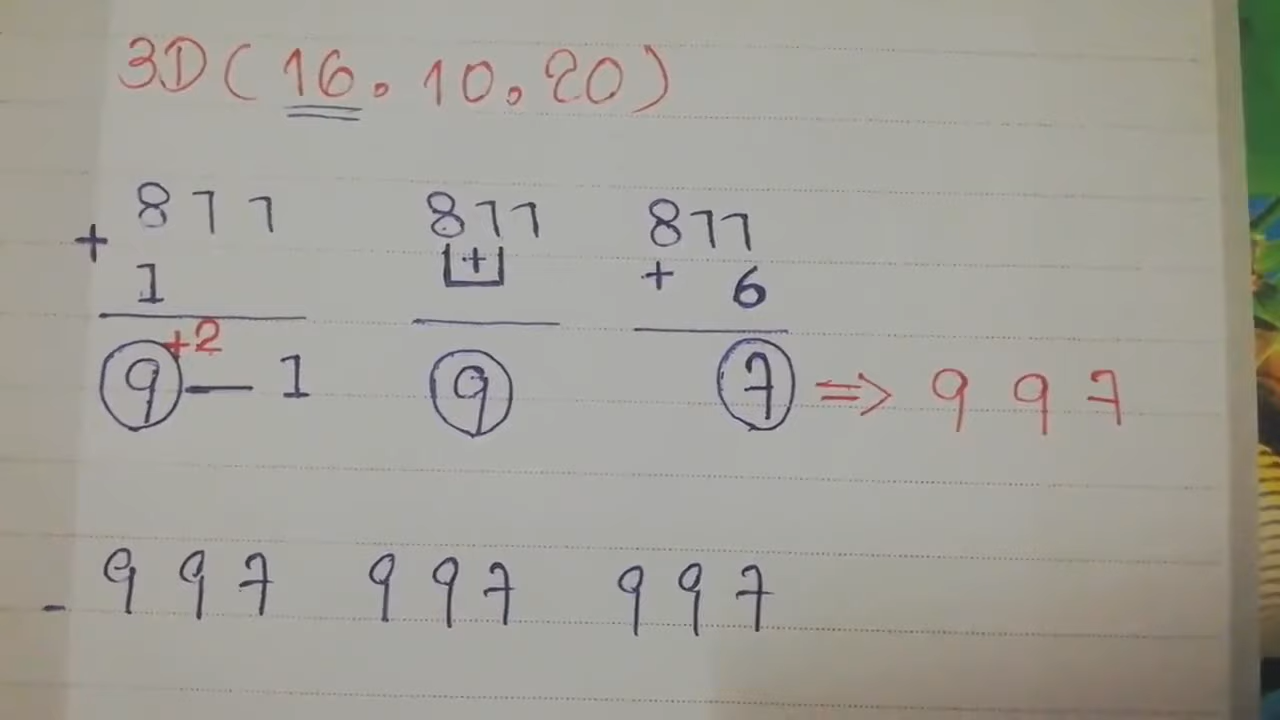 3D ( 16. 10. 20 )
+ 877 877 877
1 + + 6
+2
9 — 1 9 7 ⇒ 997
- 997 997 997